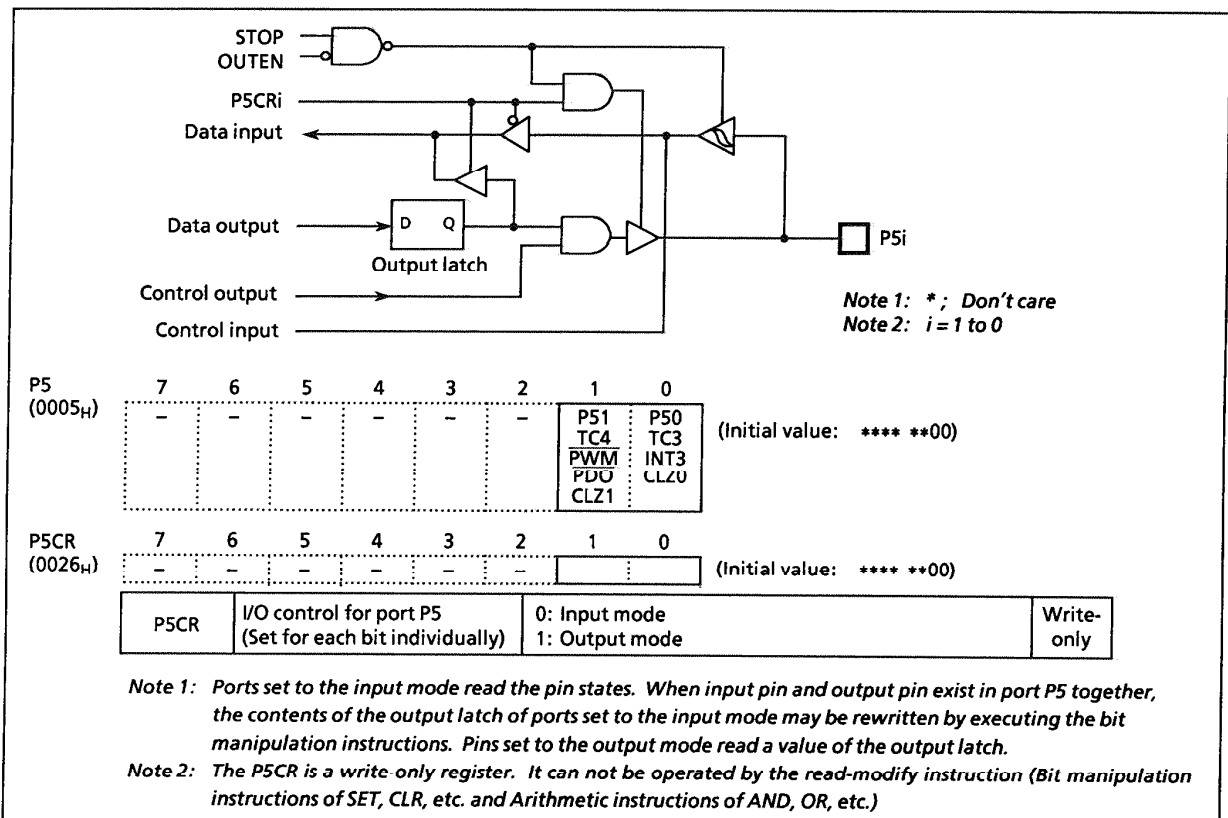 STOP
OUTEN
P5CRi
Data input
Data output
D Q
Output latch
Control output
Control input
P5i
Note 1: * ; Don't care
Note 2: i = 1 to 0
P5
(0005H)
7 6 5 4 3 2 1 0
– – – – – – P51 P50
TC4 TC3
PWM INT3
PDO CLZ0
CLZ1
(Initial value: **** **00)
P5CR
(0026H)
7 6 5 4 3 2 1 0
– – – – – –
(Initial value: **** **00)
P5CR
I/O control for port P5
(Set for each bit individually)
0: Input mode
1: Output mode
Write-
only
Note 1: Ports set to the input mode read the pin states. When input pin and output pin exist in port P5 together,
the contents of the output latch of ports set to the input mode may be rewritten by executing the bit
manipulation instructions. Pins set to the output mode read a value of the output latch.
Note 2: The P5CR is a write-only register. It can not be operated by the read-modify instruction (Bit manipulation
instructions of SET, CLR, etc. and Arithmetic instructions of AND, OR, etc.)